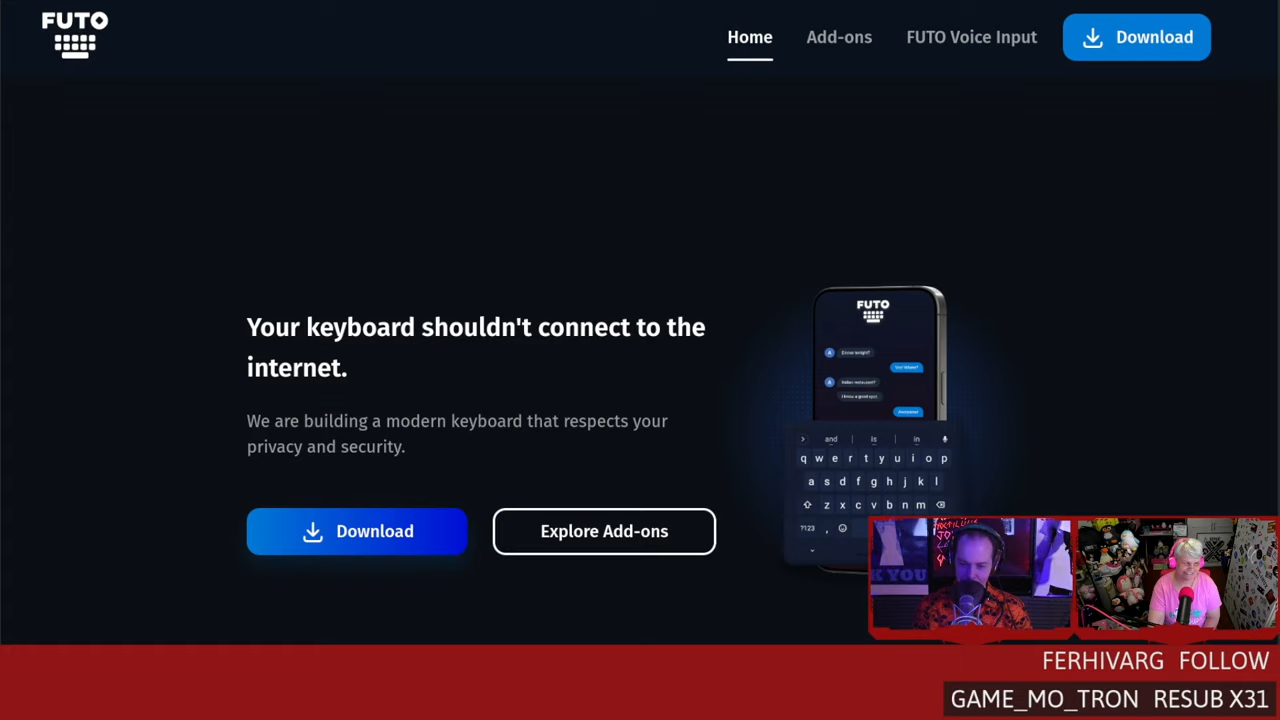 FUTO
Home
Add-ons
FUTO Voice Input
Download
Your keyboard shouldn't connect to the
internet.
We are building a modern keyboard that respects your
privacy and security.
Download
Explore Add-ons
FUTO
and is in
q w e r t y u i o p
a s d f g h j k l
z x c v b n m
?123 ,
K YOU
FERHIVARG FOLLOW
GAME_MO_TRON RESUB X31